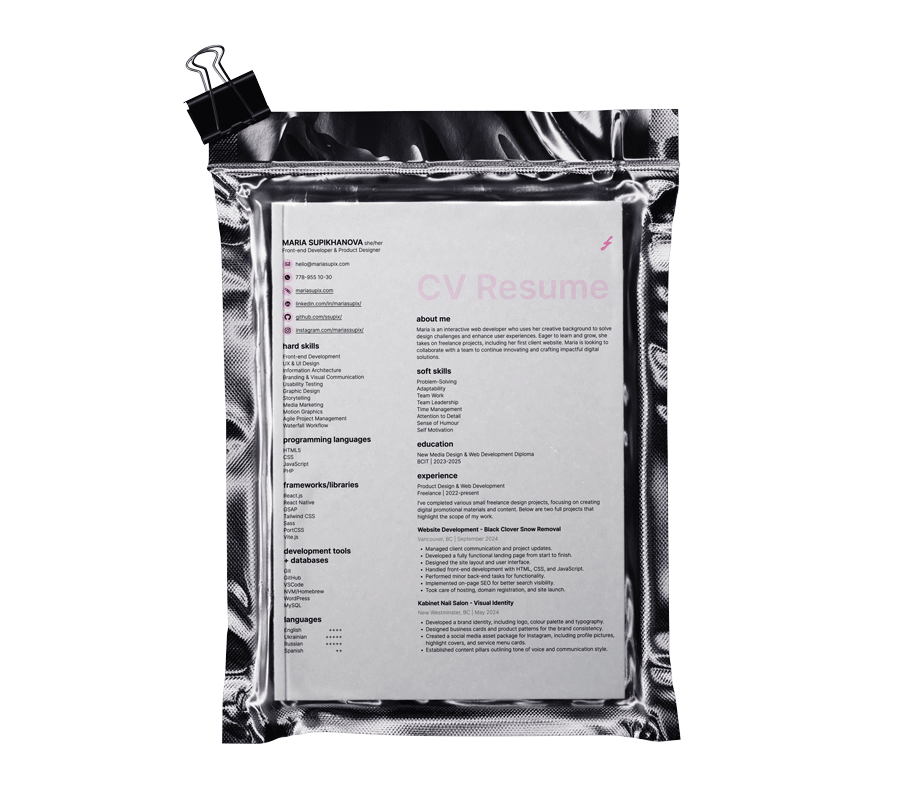 MARIA SUPIKHANOVA she/her
Front-end Developer & Product Designer
hello@mariasupix.com
778-955 10-30
mariasupix.com
linkedin.com/in/mariasupix/
github.com/ssupix/
instagram.com/mariassupix/
hard skills
Front-end Development
UX & UI Design
Information Architecture
Branding & Visual Communication
Usability Testing
Graphic Design
Storytelling
Media Marketing
Motion Graphics
Agile Project Management
Waterfall Workflow
programming languages
HTML5
CSS
JavaScript
PHP
frameworks/libraries
React.js
React Native
GSAP
Tailwind CSS
Sass
PortCSS
Vite.js
development tools
+ databases
Git
GitHub
VSCode
NVM/Homebrew
WordPress
MySQL
languages
English ++++
Ukrainian +++++
Russian +++++
Spanish ++
CV Resume
about me
Maria is an interactive web developer who uses her creative background to solve
design challenges and enhance user experiences. Eager to learn and grow, she
takes on freelance projects, including her first client website. Maria is looking to
collaborate with a team to continue innovating and crafting impactful digital
solutions.
soft skills
Problem-Solving
Adaptability
Team Work
Team Leadership
Time Management
Attention to Detail
Sense of Humour
Self Motivation
education
New Media Design & Web Development Diploma
BCIT | 2023-2025
experience
Product Design & Web Development
Freelance | 2022-present
I've completed various small freelance design projects, focusing on creating
digital promotional materials and content. Below are two full projects that
highlight the scope of my work.
Website Development - Black Clover Snow Removal
Vancouver, BC | September 2024
• Managed client communication and project updates.
• Developed a fully functional landing page from start to finish.
• Designed the site layout and user interface.
• Handled front-end development with HTML, CSS, and JavaScript.
• Performed minor back-end tasks for functionality.
• Implemented on-page SEO for better search visibility.
• Took care of hosting, domain registration, and site launch.
Kabinet Nail Salon - Visual Identity
New Westminster, BC | May 2024
• Developed a brand identity, including logo, colour palette and typography.
• Designed business cards and product patterns for the brand consistency.
• Created a social media asset package for Instagram, including profile pictures,
highlight covers, and service menu cards.
• Established content pillars outlining tone of voice and communication style.